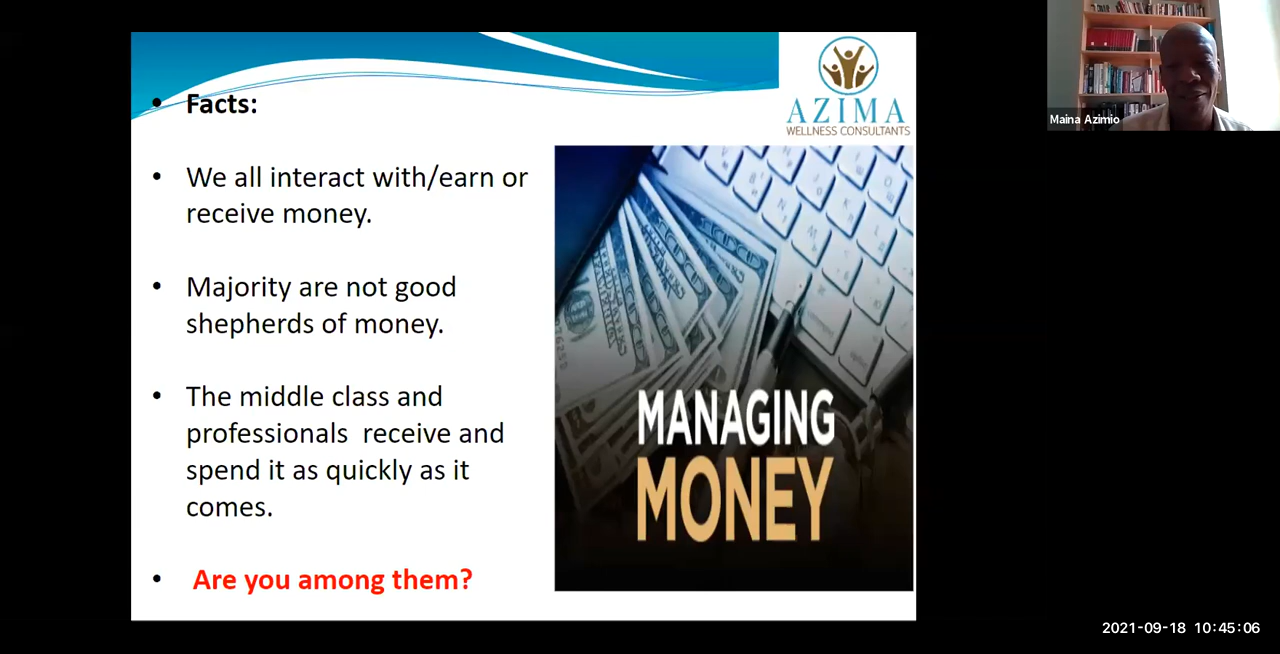 Facts:
We all interact with/earn or
receive money.
Majority are not good
shepherds of money.
The middle class and
professionals  receive and
spend it as quickly as it
comes.
Are you among them?
AZIMA
WELLNESS CONSULTANTS
MANAGING
MONEY
Maina Azimio
2021-09-18 10:45:06